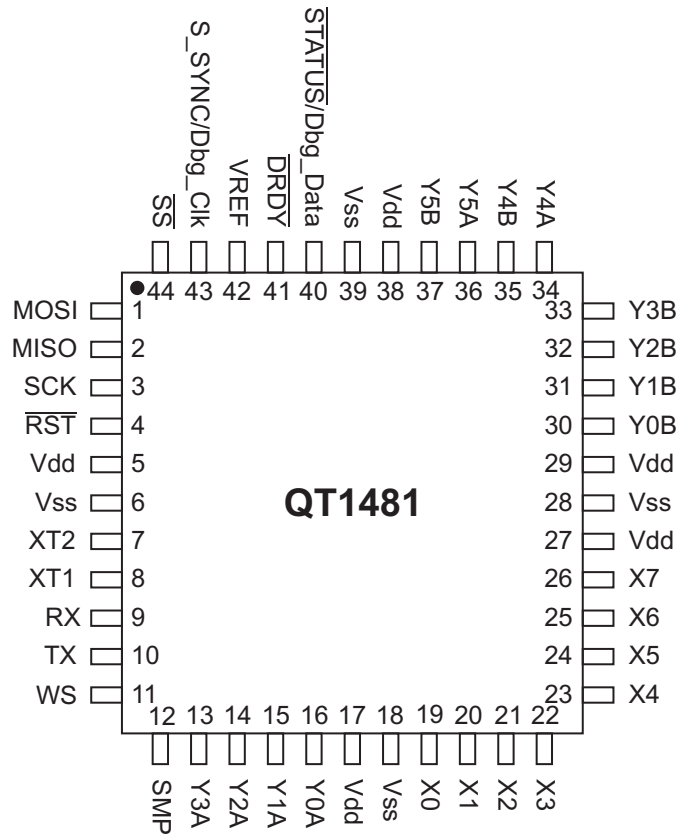 SS
S_SYNC/Dbg_Clk
VREF
DRDY
STATUS/Dbg_Data
Vss
Vdd
Y5B
Y5A
Y4B
Y4A
44 43 42 41 40 39 38 37 36 35 34
MOSI 1
MISO 2
SCK 3
RST 4
Vdd 5
Vss 6
XT2 7
XT1 8
RX 9
TX 10
WS 11
QT1481
33 Y3B
32 Y2B
31 Y1B
30 Y0B
29 Vdd
28 Vss
27 Vdd
26 X7
25 X6
24 X5
23 X4
12 13 14 15 16 17 18 19 20 21 22
SMP
Y3A
Y2A
Y1A
Y0A
Vdd
Vss
X0
X1
X2
X3